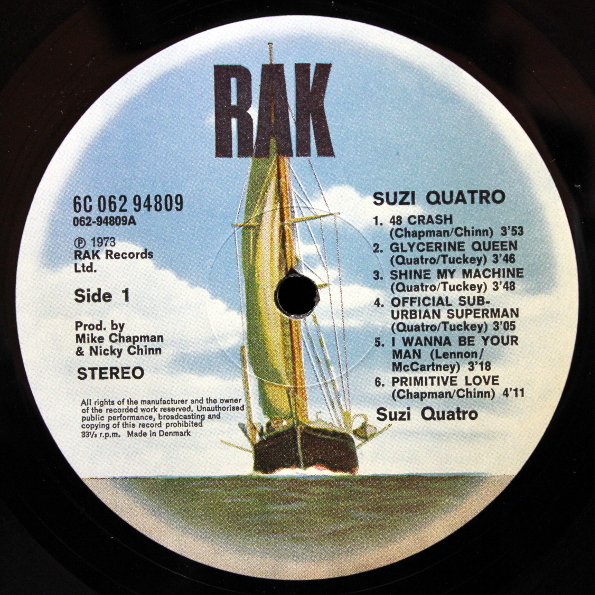 RAK
6C 062 94809
062-94809A
℗ 1973
RAK Records
Ltd.
Side 1
Prod. by
Mike Chapman
& Nicky Chinn
STEREO
All rights of the manufacturer and the owner
of the recorded work reserved. Unauthorised
public performance, broadcasting and
copying of this record prohibited
33⅓ r.p.m. Made in Denmark
SUZI QUATRO
1. 48 CRASH
(Chapman/Chinn) 3'53
2. GLYCERINE QUEEN
(Quatro/Tuckey) 3'46
3. SHINE MY MACHINE
(Quatro/Tuckey) 3'48
4. OFFICIAL SUB-
URBIAN SUPERMAN
(Quatro/Tuckey) 3'05
5. I WANNA BE YOUR
MAN (Lennon/
McCartney) 3'18
6. PRIMITIVE LOVE
(Chapman/Chinn) 4'11
Suzi Quatro